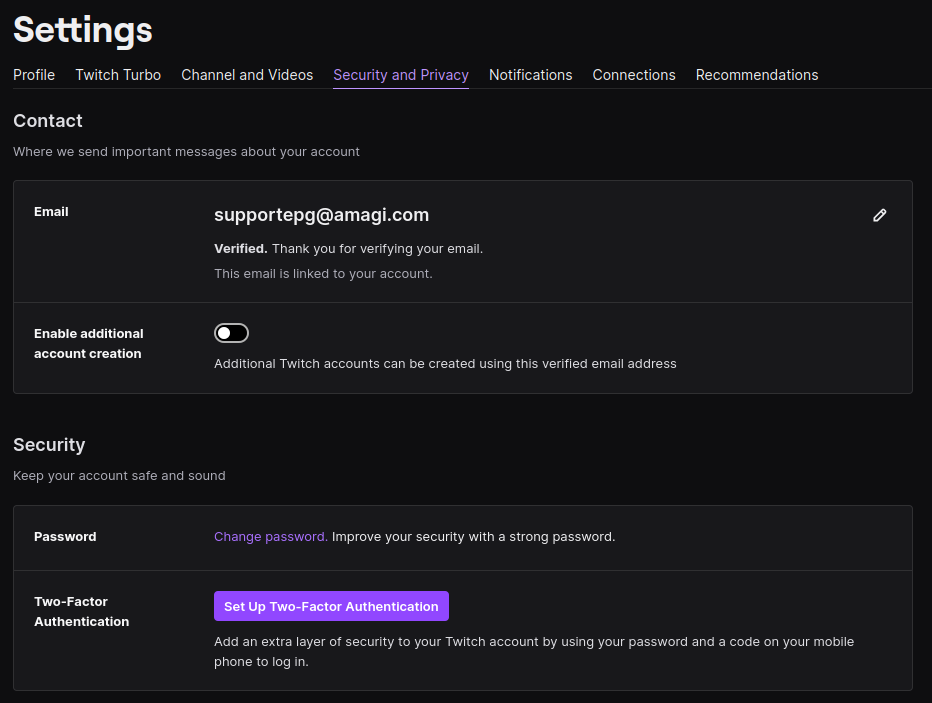 Settings
Profile Twitch Turbo Channel and Videos Security and Privacy Notifications Connections Recommendations
Contact
Where we send important messages about your account
Email
supportepg@amagi.com
Verified. Thank you for verifying your email.
This email is linked to your account.
Enable additional
account creation
Additional Twitch accounts can be created using this verified email address
Security
Keep your account safe and sound
Password
Change password. Improve your security with a strong password.
Two-Factor
Authentication
Set Up Two-Factor Authentication
Add an extra layer of security to your Twitch account by using your password and a code on your mobile
phone to log in.